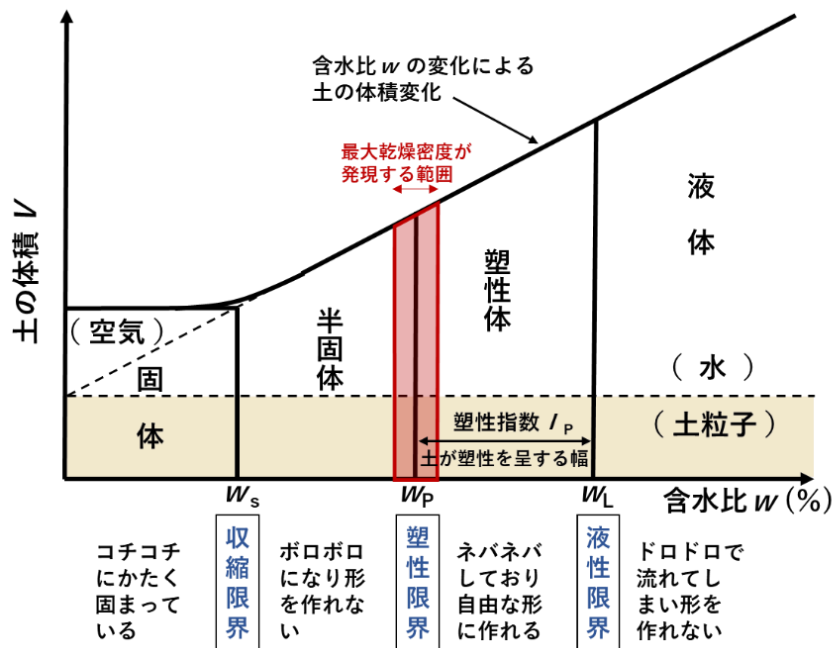 含水比 w の変化による
土の体積変化
最大乾燥密度が
発現する範囲
土の体積 V
液体
塑性体
半固体
（空気）
固体
（水）
（土粒子）
塑性指数 IP
土が塑性を呈する幅
ws
wP
wL
含水比 w (%)
コチコチ
にかたく
固まって
いる
収縮限界
ボロボロ
になり形
を作れな
い
塑性限界
ネバネバ
しており
自由な形
に作れる
液性限界
ドロドロで
流れてし
まい形を
作れない